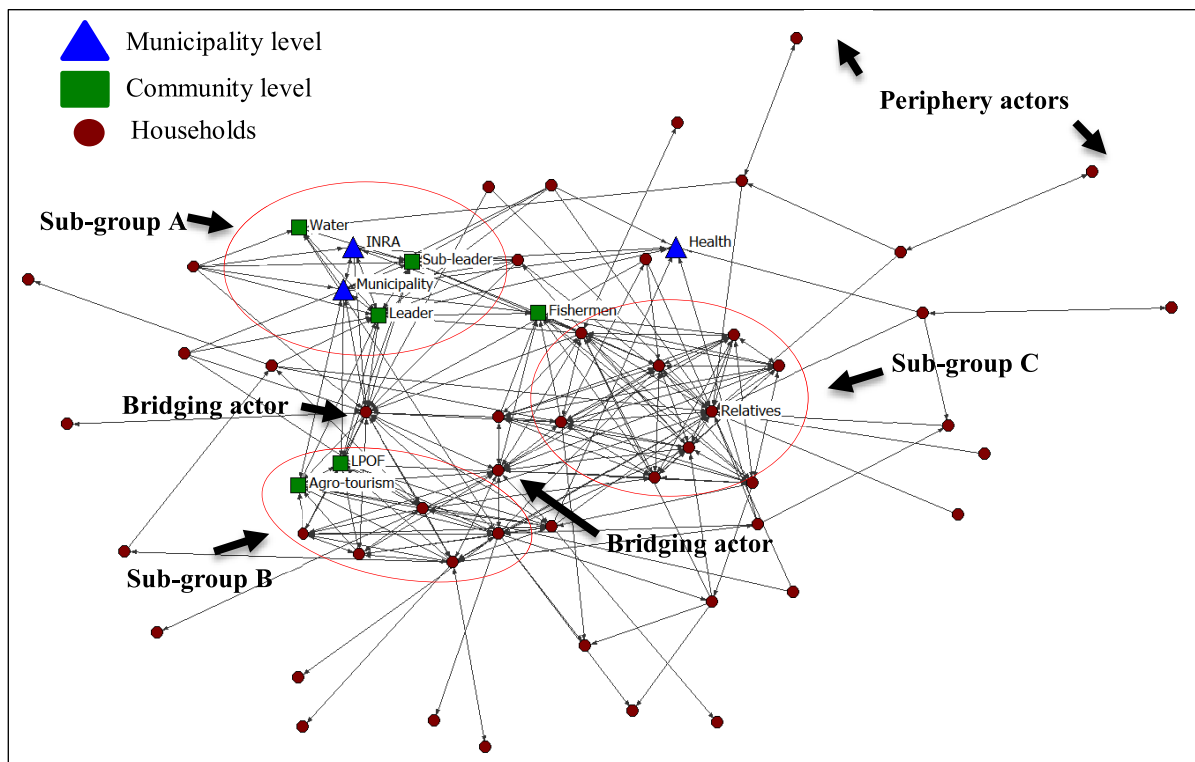 Municipality level
Community level
Households
Periphery actors
Sub-group A
Water
INRA
Sub-leader
Health
Municipality
Leader
Fishermen
Sub-group C
Bridging actor
Relatives
LPOF
Agro-tourism
Bridging actor
Sub-group B